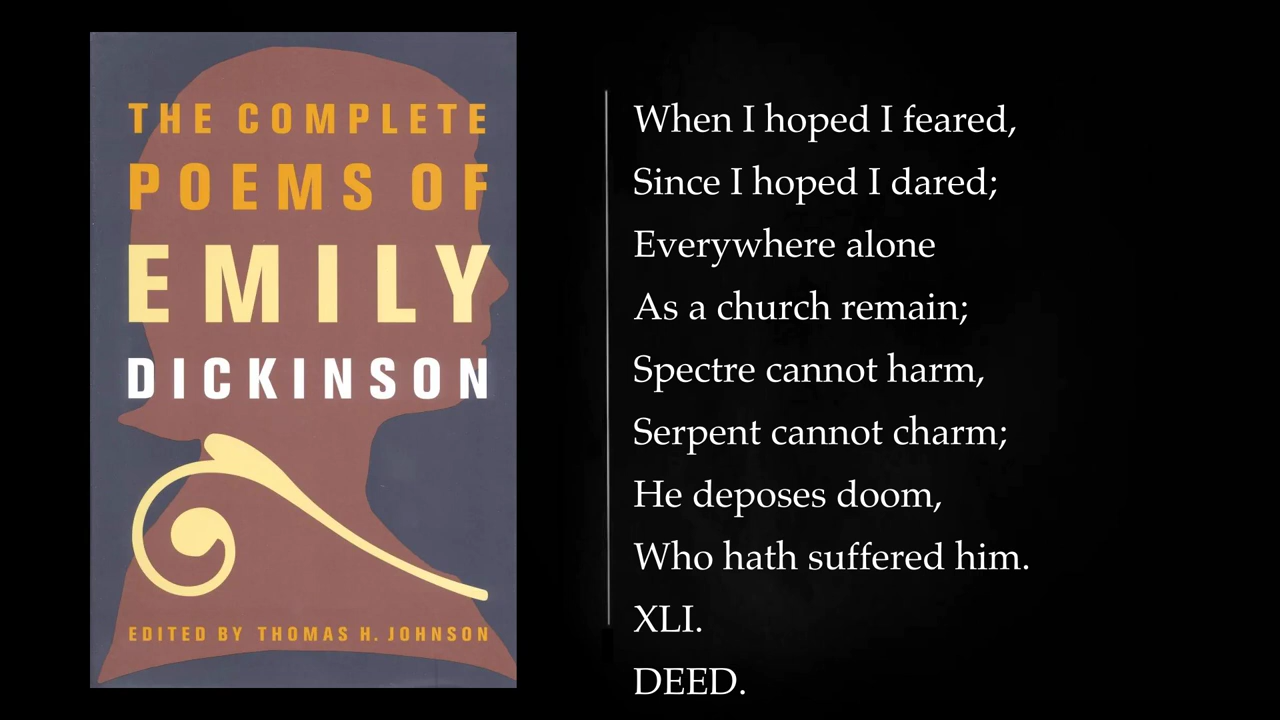 THE COMPLETE
POEMS OF
EMILY
DICKINSON
EDITED BY THOMAS H. JOHNSON
When I hoped I feared,
Since I hoped I dared;
Everywhere alone
As a church remain;
Spectre cannot harm,
Serpent cannot charm;
He deposes doom,
Who hath suffered him.
XLI.
DEED.